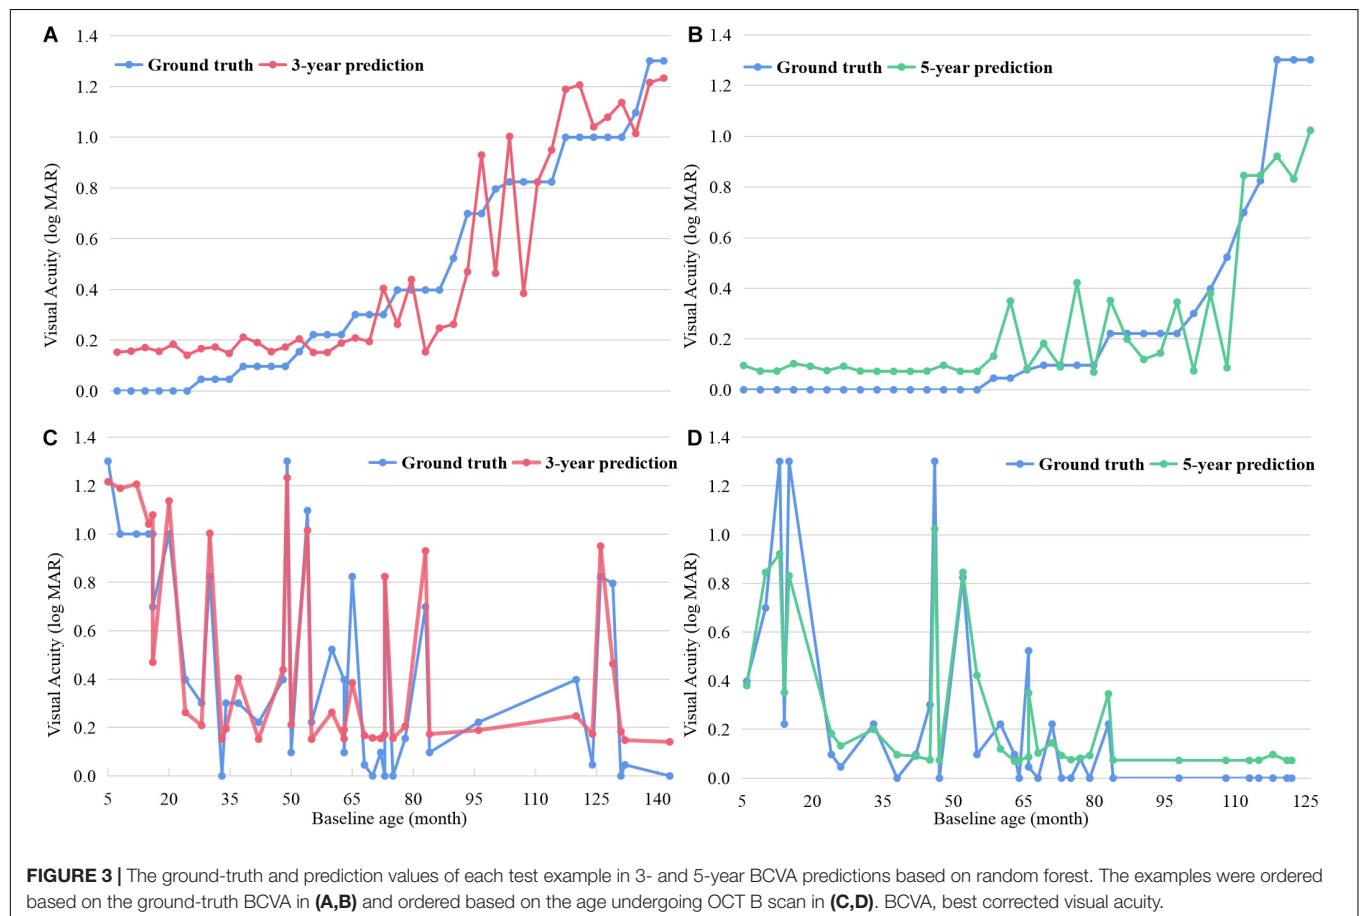 A
Ground truth 3-year prediction
Visual Acuity (log MAR)
1.4
1.2
1.0
0.8
0.6
0.4
0.2
0.0
B
Ground truth 5-year prediction
Visual Acuity (log MAR)
1.4
1.2
1.0
0.8
0.6
0.4
0.2
0.0
C
Ground truth 3-year prediction
Visual Acuity (log MAR)
1.4
1.2
1.0
0.8
0.6
0.4
0.2
0.0
5 20 35 50 65 80 95 110 125 140
Baseline age (month)
D
Ground truth 5-year prediction
Visual Acuity (log MAR)
1.4
1.2
1.0
0.8
0.6
0.4
0.2
0.0
5 20 35 50 65 80 95 110 125
Baseline age (month)
FIGURE 3 | The ground-truth and prediction values of each test example in 3- and 5-year BCVA predictions based on random forest. The examples were ordered
based on the ground-truth BCVA in (A,B) and ordered based on the age undergoing OCT B scan in (C,D). BCVA, best corrected visual acuity.